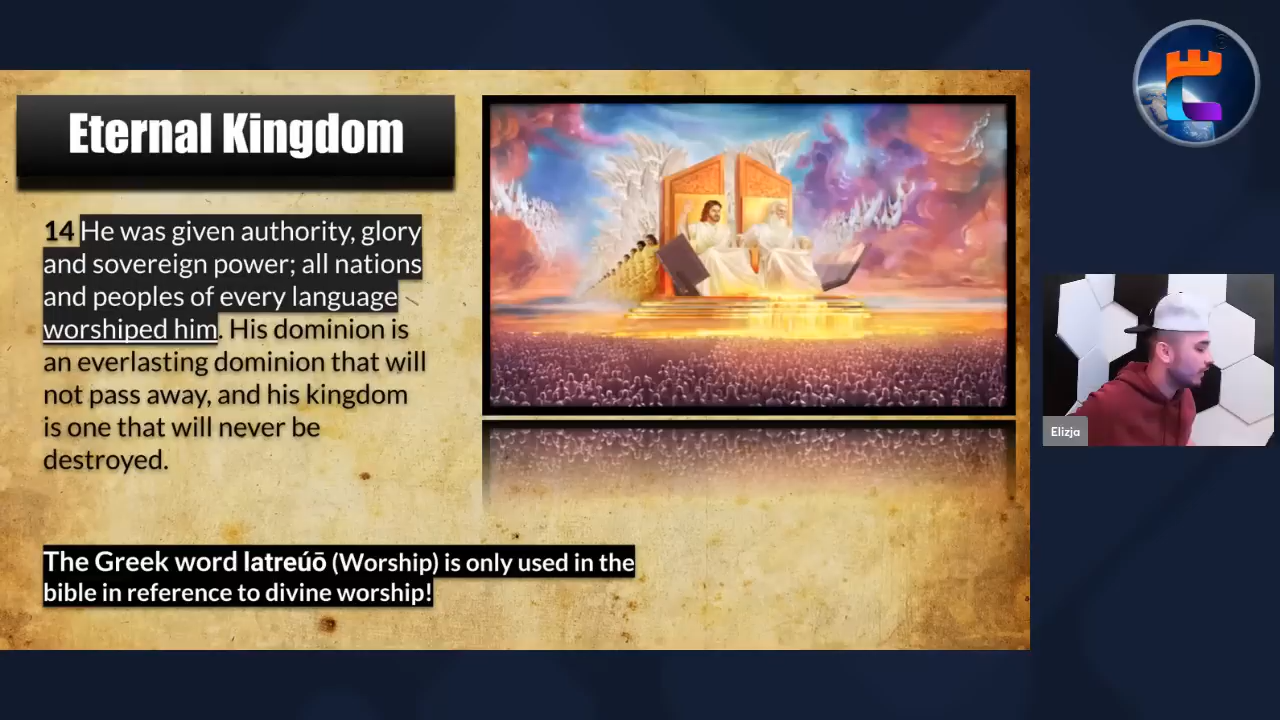 Eternal Kingdom
14 He was given authority, glory
and sovereign power; all nations
and peoples of every language
worshiped him. His dominion is
an everlasting dominion that will
not pass away, and his kingdom
is one that will never be
destroyed.
The Greek word latreúō (Worship) is only used in the
bible in reference to divine worship!
Elizja